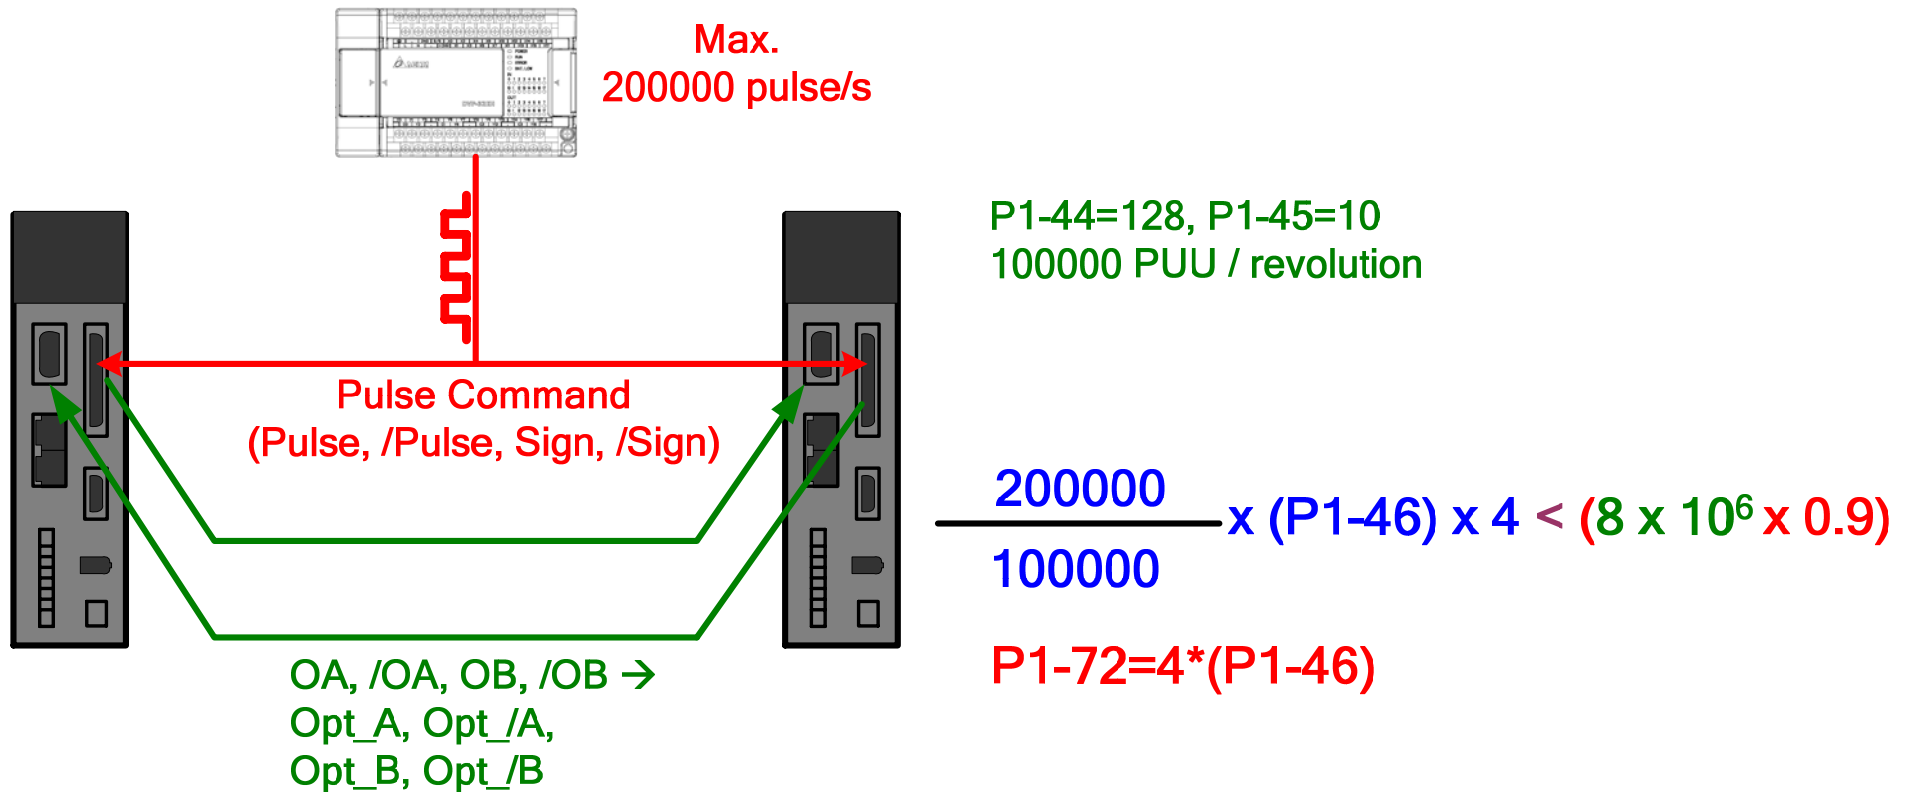 Max.
200000 pulse/s
P1-44=128, P1-45=10
100000 PUU / revolution
Pulse Command
(Pulse, /Pulse, Sign, /Sign)
200000
100000
x (P1-46) x 4 < (8 x 10⁶ x 0.9)
P1-72=4*(P1-46)
OA, /OA, OB, /OB →
Opt_A, Opt_/A,
Opt_B, Opt_/B